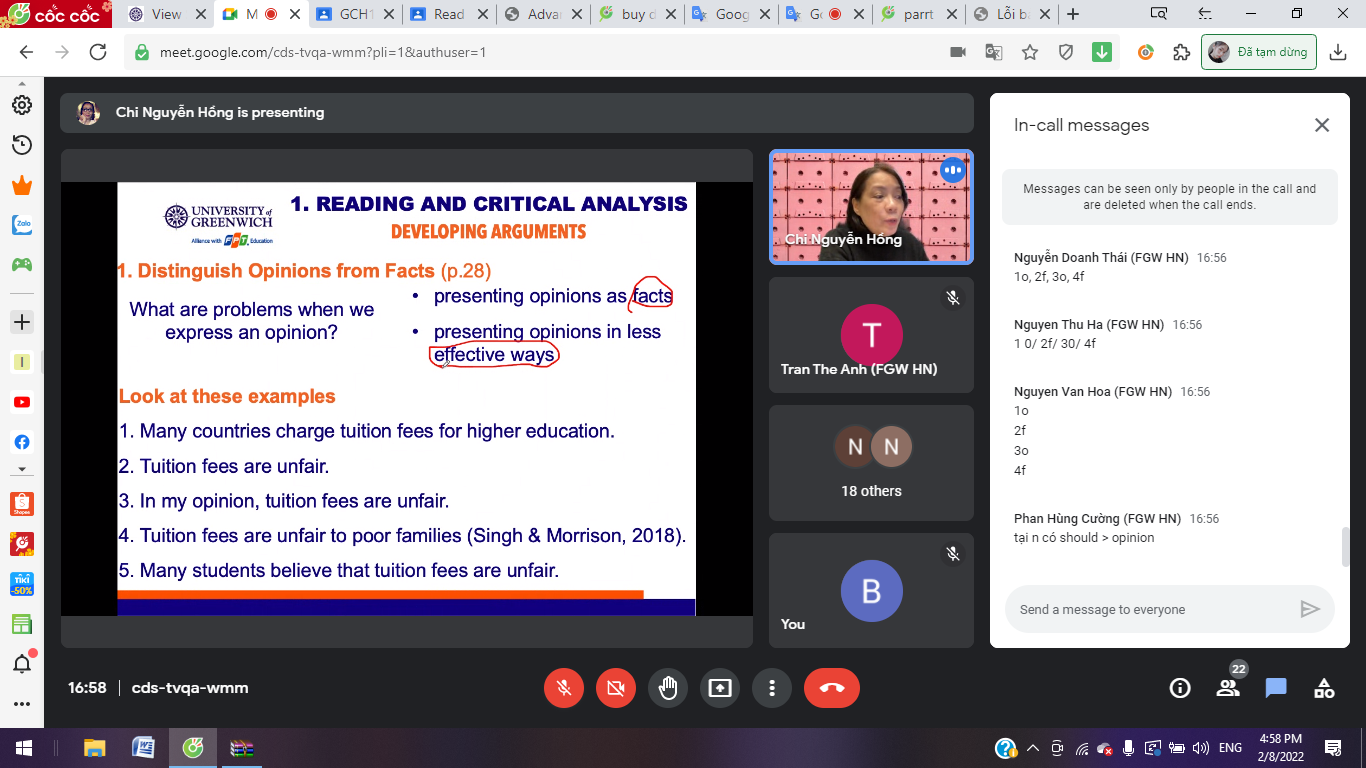 cốc cốc
View
M
GCH1
Read
Adva
buy d
Goog
Go
parrt
Lỗi b
meet.google.com/cds-tvqa-wmm?pli=1&authuser=1
Đã tạm dừng
Chi Nguyễn Hồng is presenting
UNIVERSITY of
GREENWICH
Alliance with FPT. Education
1. READING AND CRITICAL ANALYSIS
DEVELOPING ARGUMENTS
1. Distinguish Opinions from Facts (p.28)
What are problems when we
express an opinion?
• presenting opinions as facts
• presenting opinions in less
effective ways
Look at these examples
1. Many countries charge tuition fees for higher education.
2. Tuition fees are unfair.
3. In my opinion, tuition fees are unfair.
4. Tuition fees are unfair to poor families (Singh & Morrison, 2018).
5. Many students believe that tuition fees are unfair.
Chi Nguyễn Hồng
T
Tran The Anh (FGW HN)
N N
18 others
B
You
In-call messages
Messages can be seen only by people in the call and
are deleted when the call ends.
Nguyễn Doanh Thái (FGW HN) 16:56
1o, 2f, 3o, 4f
Nguyen Thu Ha (FGW HN) 16:56
1 0/ 2f/ 30/ 4f
Nguyen Van Hoa (FGW HN) 16:56
1o
2f
3o
4f
Phan Hùng Cường (FGW HN) 16:56
tại n có should > opinion
Send a message to everyone
Zalo
I
TIKI
-50%
16:58 | cds-tvqa-wmm
22
W
ENG
4:58 PM
2/8/2022